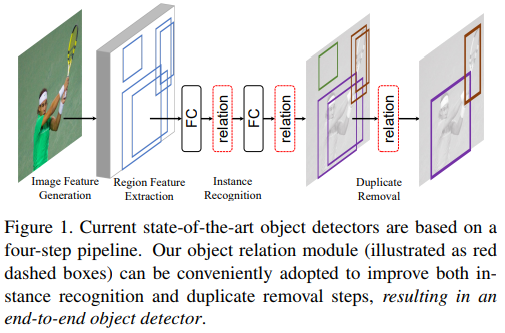 FC
relation
FC
relation
relation
Image Feature
Generation
Region Feature
Extraction
Instance
Recognition
Duplicate
Removal
Figure 1. Current state-of-the-art object detectors are based on a
four-step pipeline. Our object relation module (illustrated as red
dashed boxes) can be conveniently adopted to improve both in-
stance recognition and duplicate removal steps, resulting in an
end-to-end object detector.